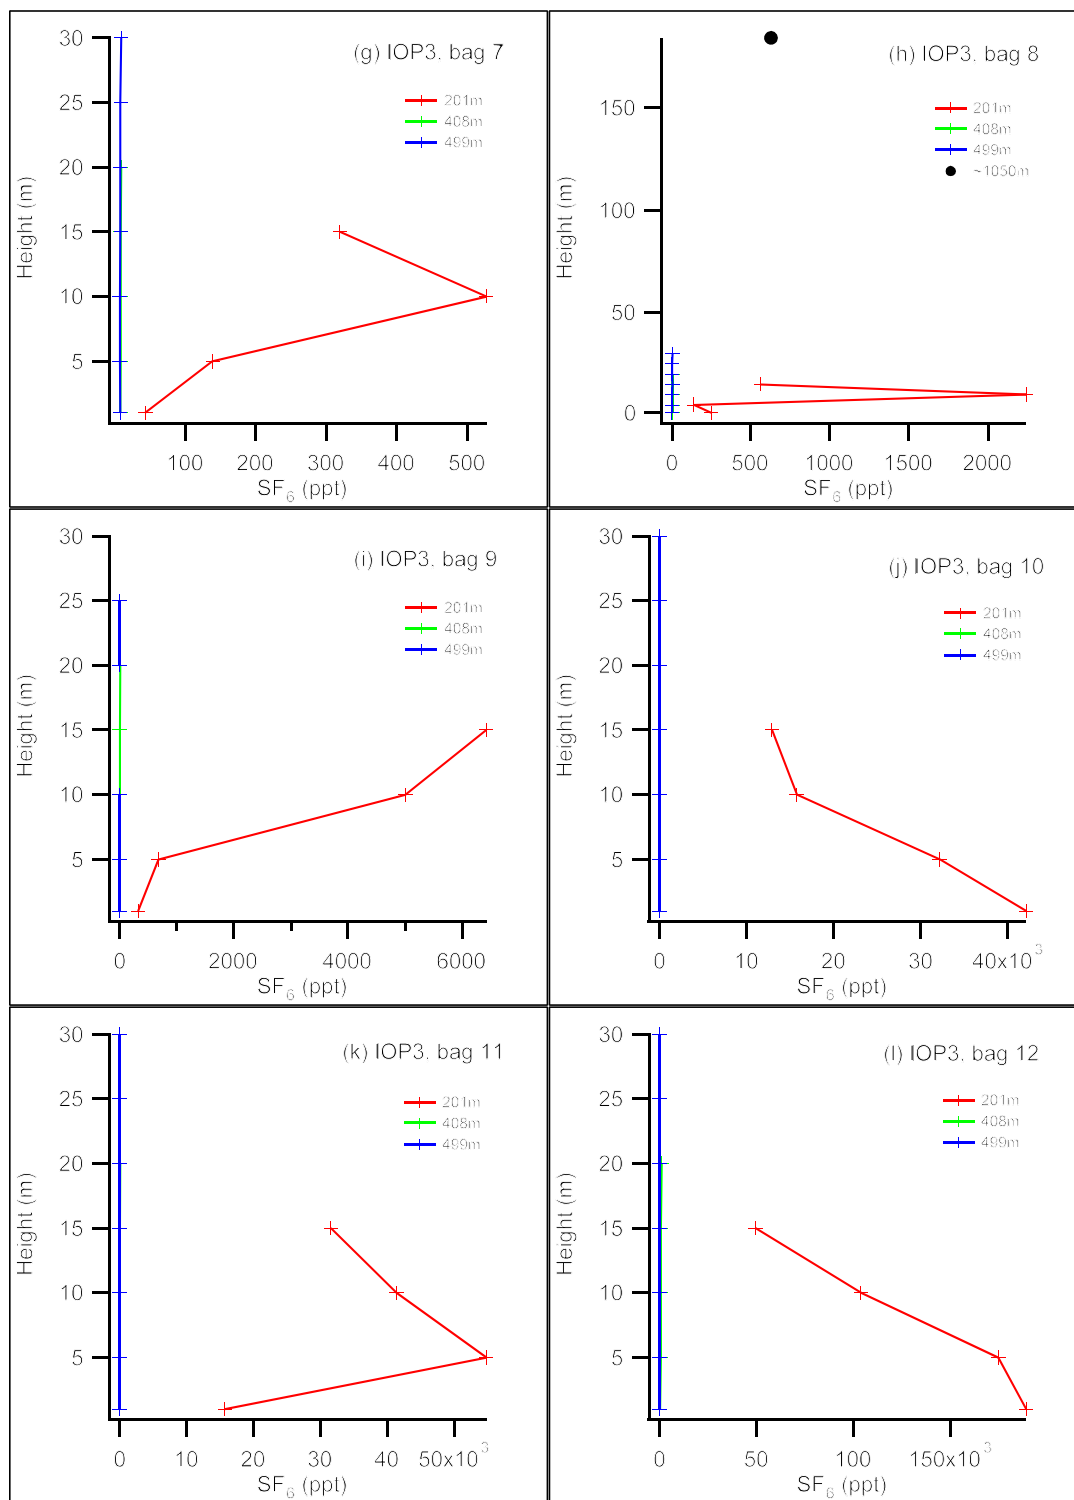 (g) IOP3. bag 7
201m
408m
499m
30
25
20
15
10
5
Height (m)
100 200 300 400 500
SF₆ (ppt)
(h) IOP3. bag 8
201m
408m
499m
~1050m
150
100
50
0
Height (m)
0 500 1000 1500 2000
SF₆ (ppt)
(i) IOP3. bag 9
201m
408m
499m
30
25
20
15
10
5
Height (m)
0 2000 4000 6000
SF₆ (ppt)
(j) IOP3. bag 10
201m
408m
499m
30
25
20
15
10
5
Height (m)
0 10 20 30 40x10³
SF₆ (ppt)
(k) IOP3. bag 11
201m
408m
499m
30
25
20
15
10
5
Height (m)
0 10 20 30 40 50x10³
SF₆ (ppt)
(l) IOP3. bag 12
201m
408m
499m
30
25
20
15
10
5
Height (m)
0 50 100 150x10³
SF₆ (ppt)